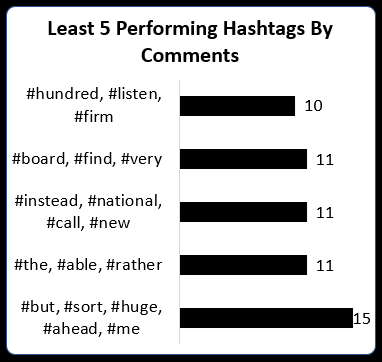 Least 5 Performing Hashtags By
Comments
#hundred, #listen,
#firm
10
#board, #find, #very
11
#instead, #national,
#call, #new
11
#the, #able, #rather
11
#but, #sort, #huge,
#ahead, #me
15